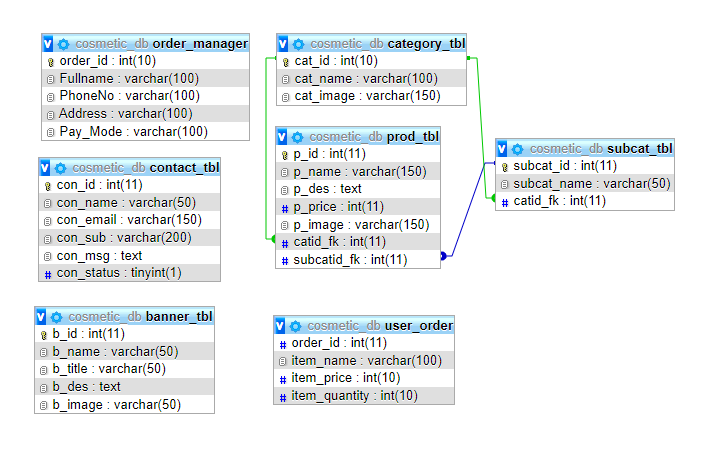 cosmetic_db order_manager
order_id : int(10)
Fullname : varchar(100)
PhoneNo : varchar(100)
Address : varchar(100)
Pay_Mode : varchar(100)
cosmetic_db category_tbl
cat_id : int(10)
cat_name : varchar(100)
cat_image : varchar(150)
cosmetic_db prod_tbl
p_id : int(11)
p_name : varchar(150)
p_des : text
p_price : int(11)
p_image : varchar(150)
catid_fk : int(11)
subcatid_fk : int(11)
cosmetic_db subcat_tbl
subcat_id : int(11)
subcat_name : varchar(50)
catid_fk : int(11)
cosmetic_db contact_tbl
con_id : int(11)
con_name : varchar(50)
con_email : varchar(150)
con_sub : varchar(200)
con_msg : text
con_status : tinyint(1)
cosmetic_db banner_tbl
b_id : int(11)
b_name : varchar(50)
b_title : varchar(50)
b_des : text
b_image : varchar(50)
cosmetic_db user_order
order_id : int(11)
item_name : varchar(100)
item_price : int(10)
item_quantity : int(10)